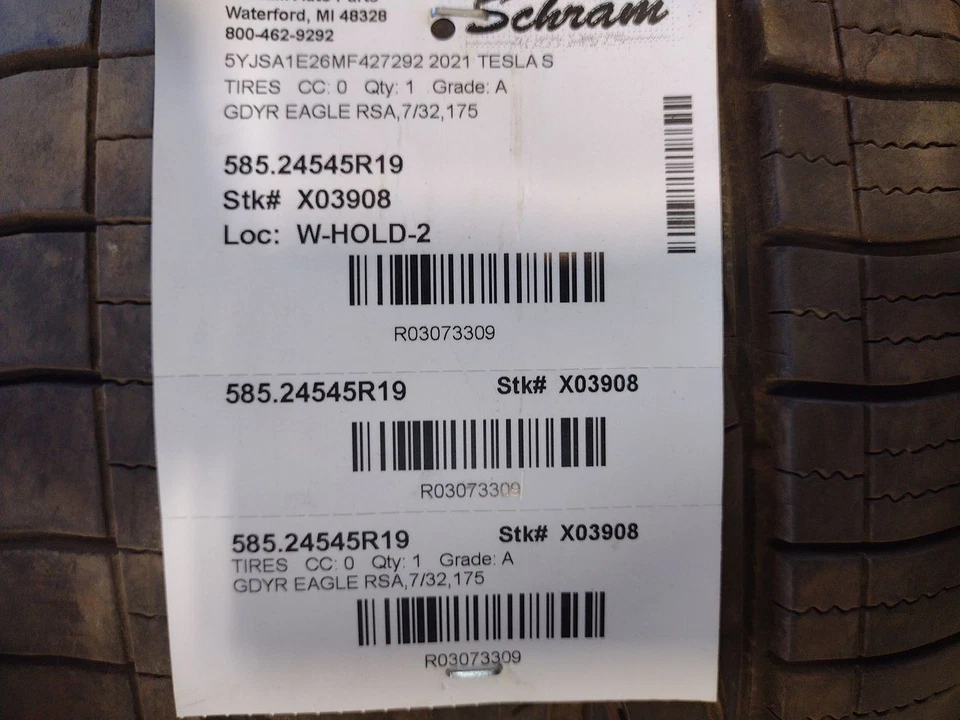 Schram
Waterford, MI 48328
800-462-9292
5YJSA1E26MF427292 2021 TESLA S
TIRES CC: 0 Qty: 1 Grade: A
GDYR EAGLE RSA,7/32,175
585.24545R19
Stk# X03908
Loc: W-HOLD-2
R03073309
585.24545R19 Stk# X03908
R03073309
585.24545R19 Stk# X03908
TIRES CC: 0 Qty: 1 Grade: A
GDYR EAGLE RSA,7/32,175
R03073309